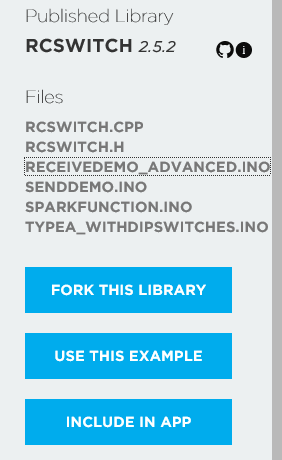 Published Library
RCSWITCH 2.5.2
Files
RCSWITCH.CPP
RCSWITCH.H
RECEIVEDEMO_ADVANCED.INO
SENDDEMO.INO
SPARKFUNCTION.INO
TYPEA_WITHDIPSWITCHES.INO
FORK THIS LIBRARY
USE THIS EXAMPLE
INCLUDE IN APP